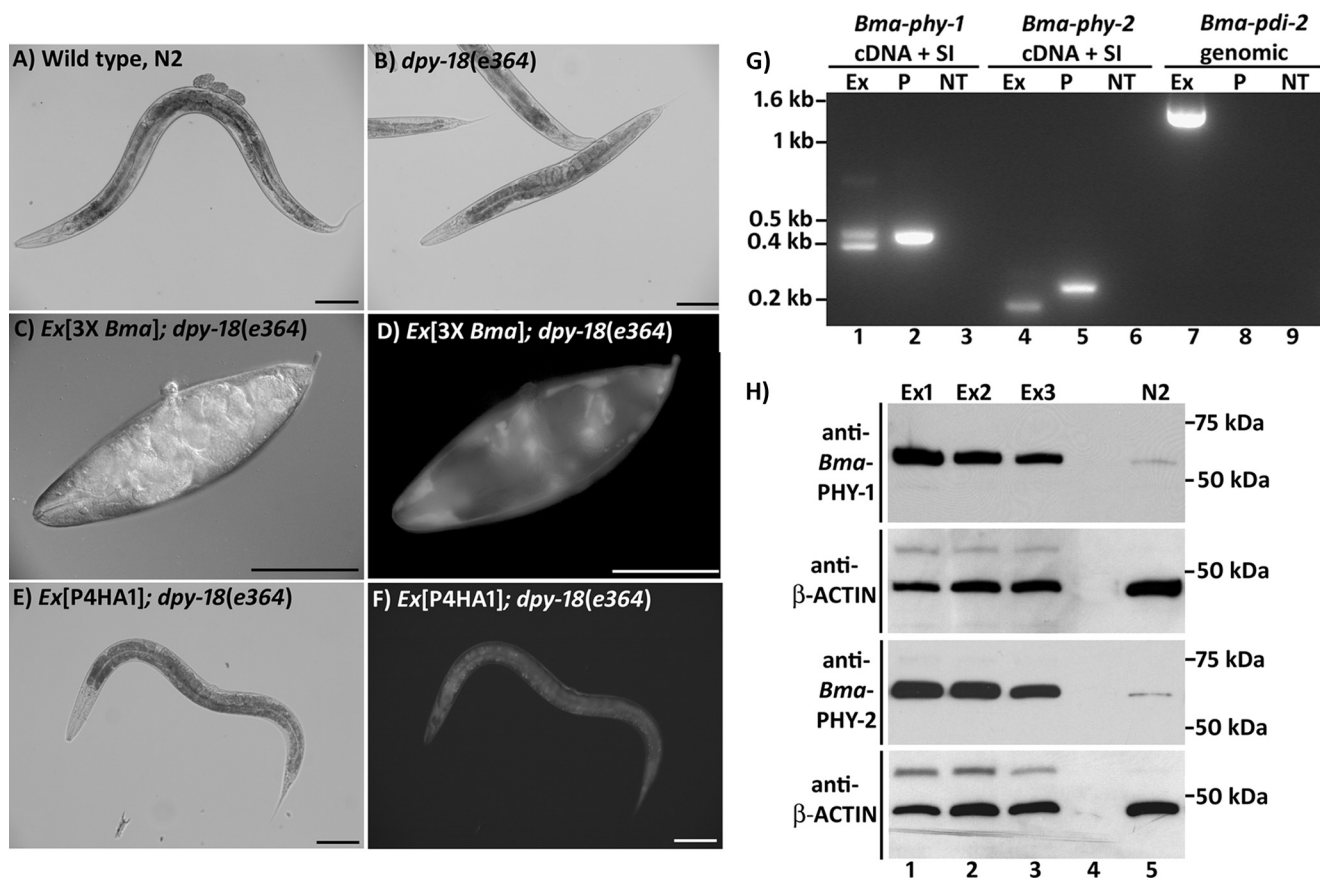 A) Wild type, N2
B) dpy-18(e364)
C) Ex[3X Bma]; dpy-18(e364)
D) Ex[3X Bma]; dpy-18(e364)
E) Ex[P4HA1]; dpy-18(e364)
F) Ex[P4HA1]; dpy-18(e364)
G)
Bma-phy-1 Bma-phy-2 Bma-pdi-2
cDNA + SI cDNA + SI genomic
Ex P NT Ex P NT Ex P NT
1.6 kb
1 kb
0.5 kb
0.4 kb
0.2 kb
1 2 3 4 5 6 7 8 9
H)
Ex1 Ex2 Ex3 N2
anti-
Bma-
PHY-1
75 kDa
50 kDa
anti-
β-ACTIN
50 kDa
anti-
Bma-
PHY-2
75 kDa
50 kDa
anti-
β-ACTIN
50 kDa
1 2 3 4 5